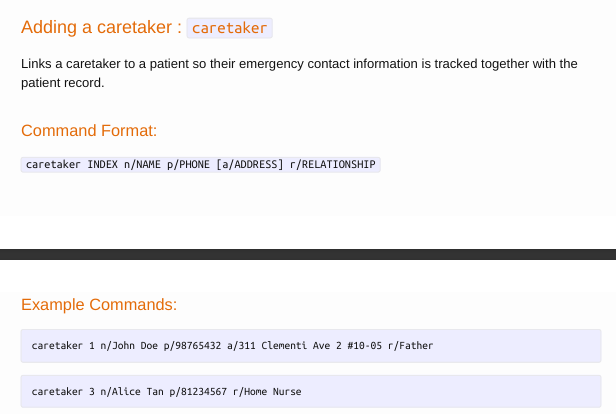 Adding a caretaker : caretaker
Links a caretaker to a patient so their emergency contact information is tracked together with the
patient record.
Command Format:
caretaker INDEX n/NAME p/PHONE [a/ADDRESS] r/RELATIONSHIP
Example Commands:
caretaker 1 n/John Doe p/98765432 a/311 Clementi Ave 2 #10-05 r/Father
caretaker 3 n/Alice Tan p/81234567 r/Home Nurse